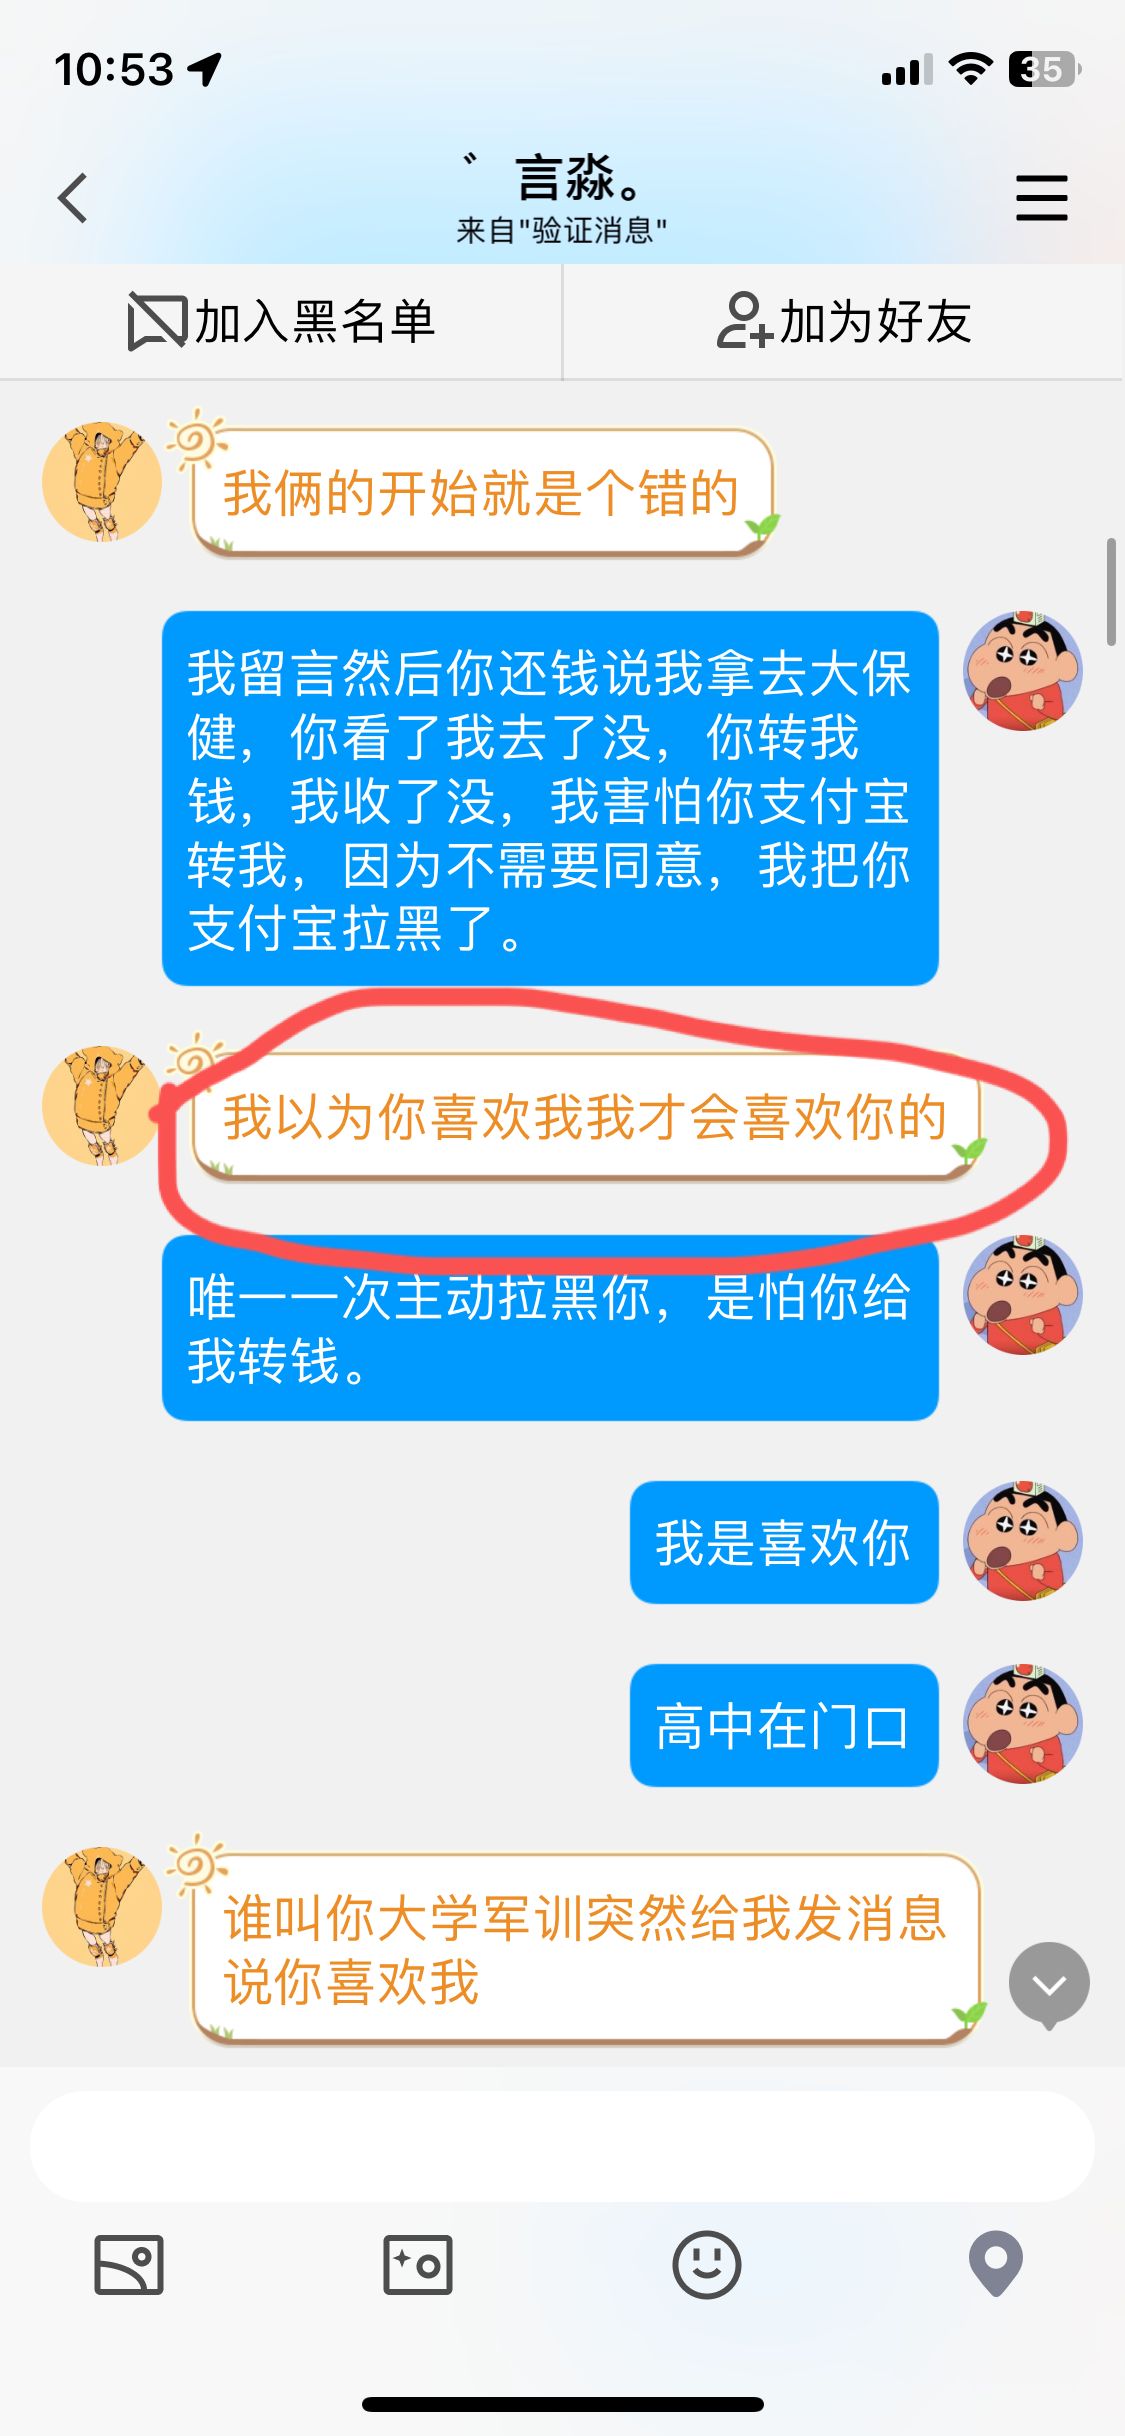 10:53
35
゛言淼。
来自"验证消息"
加入黑名单
加为好友
我俩的开始就是个错的
我留言然后你还钱说我拿去大保
健，你看了我去了没，你转我
钱，我收了没，我害怕你支付宝
转我，因为不需要同意，我把你
支付宝拉黑了。
我以为你喜欢我我才会喜欢你的
唯一一次主动拉黑你，是怕你给
我转钱。
我是喜欢你
高中在门口
谁叫你大学军训突然给我发消息
说你喜欢我